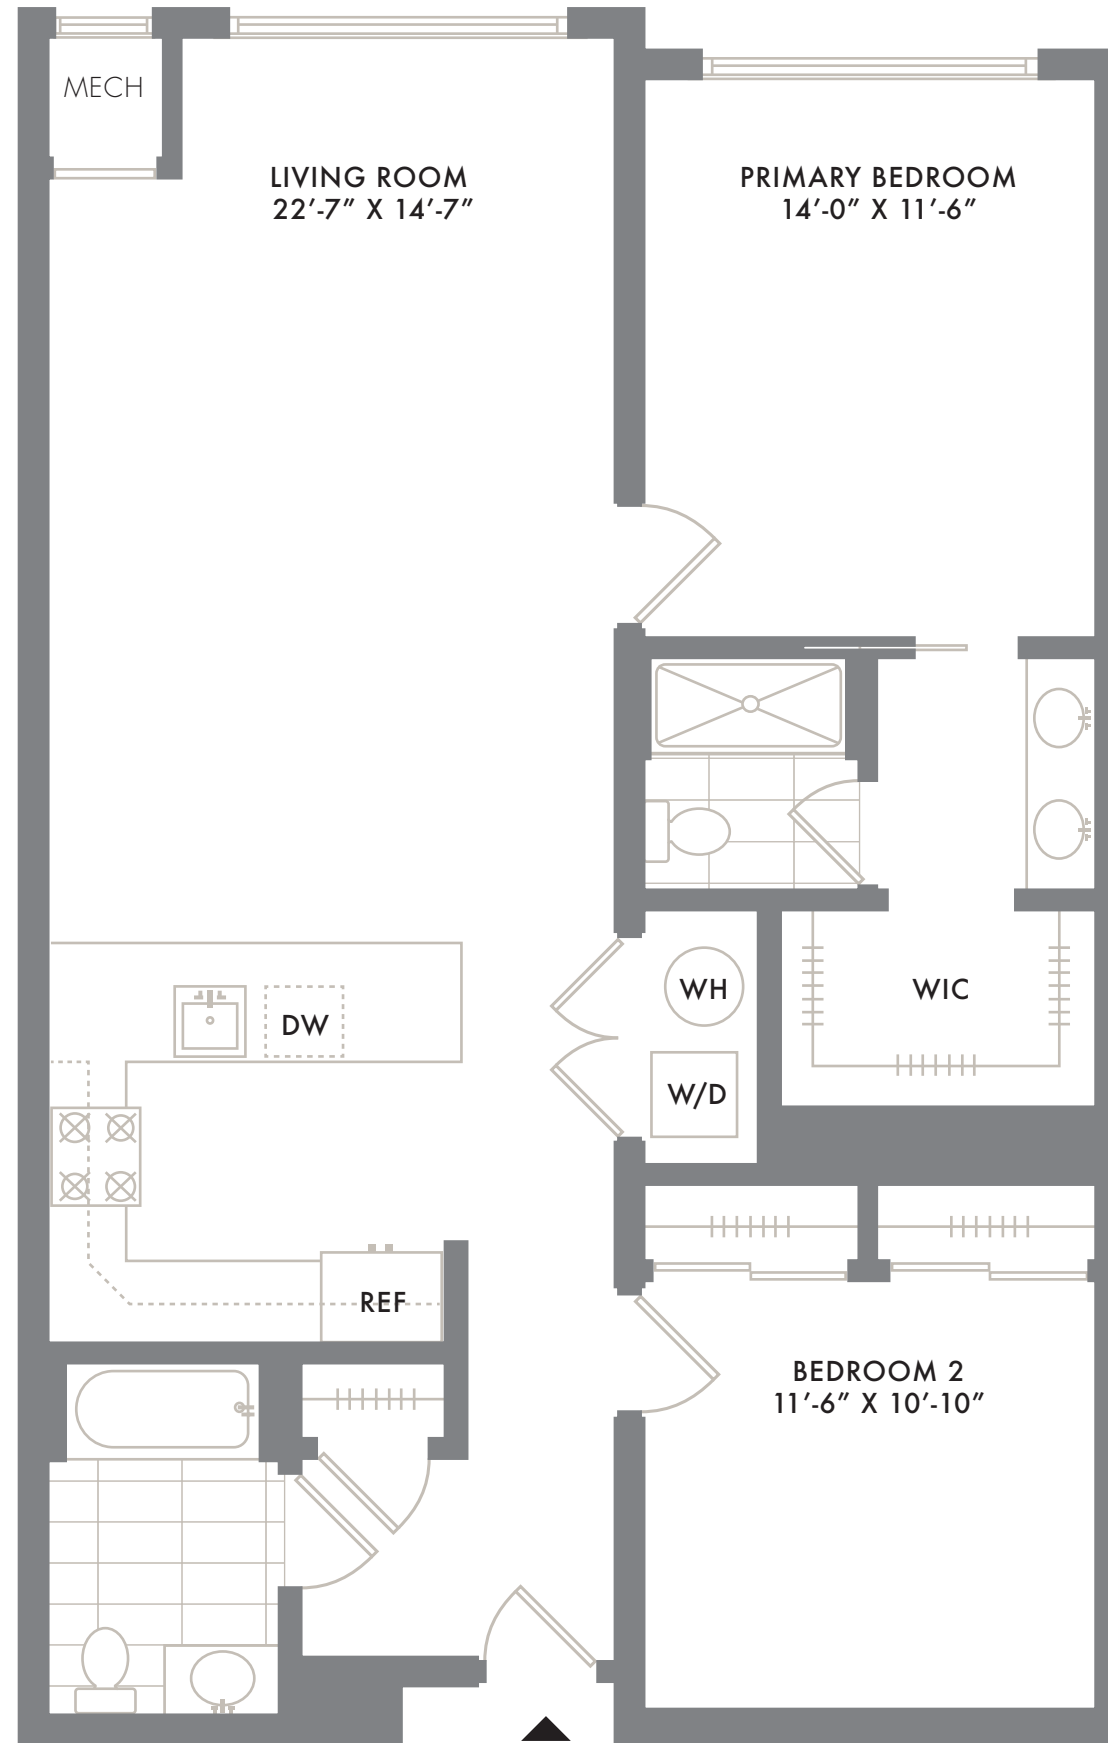 MECH
LIVING ROOM
22'-7" X 14'-7"
PRIMARY BEDROOM
14'-0" X 11'-6"
WH
WIC
DW
W/D
REF
BEDROOM 2
11'-6" X 10'-10"